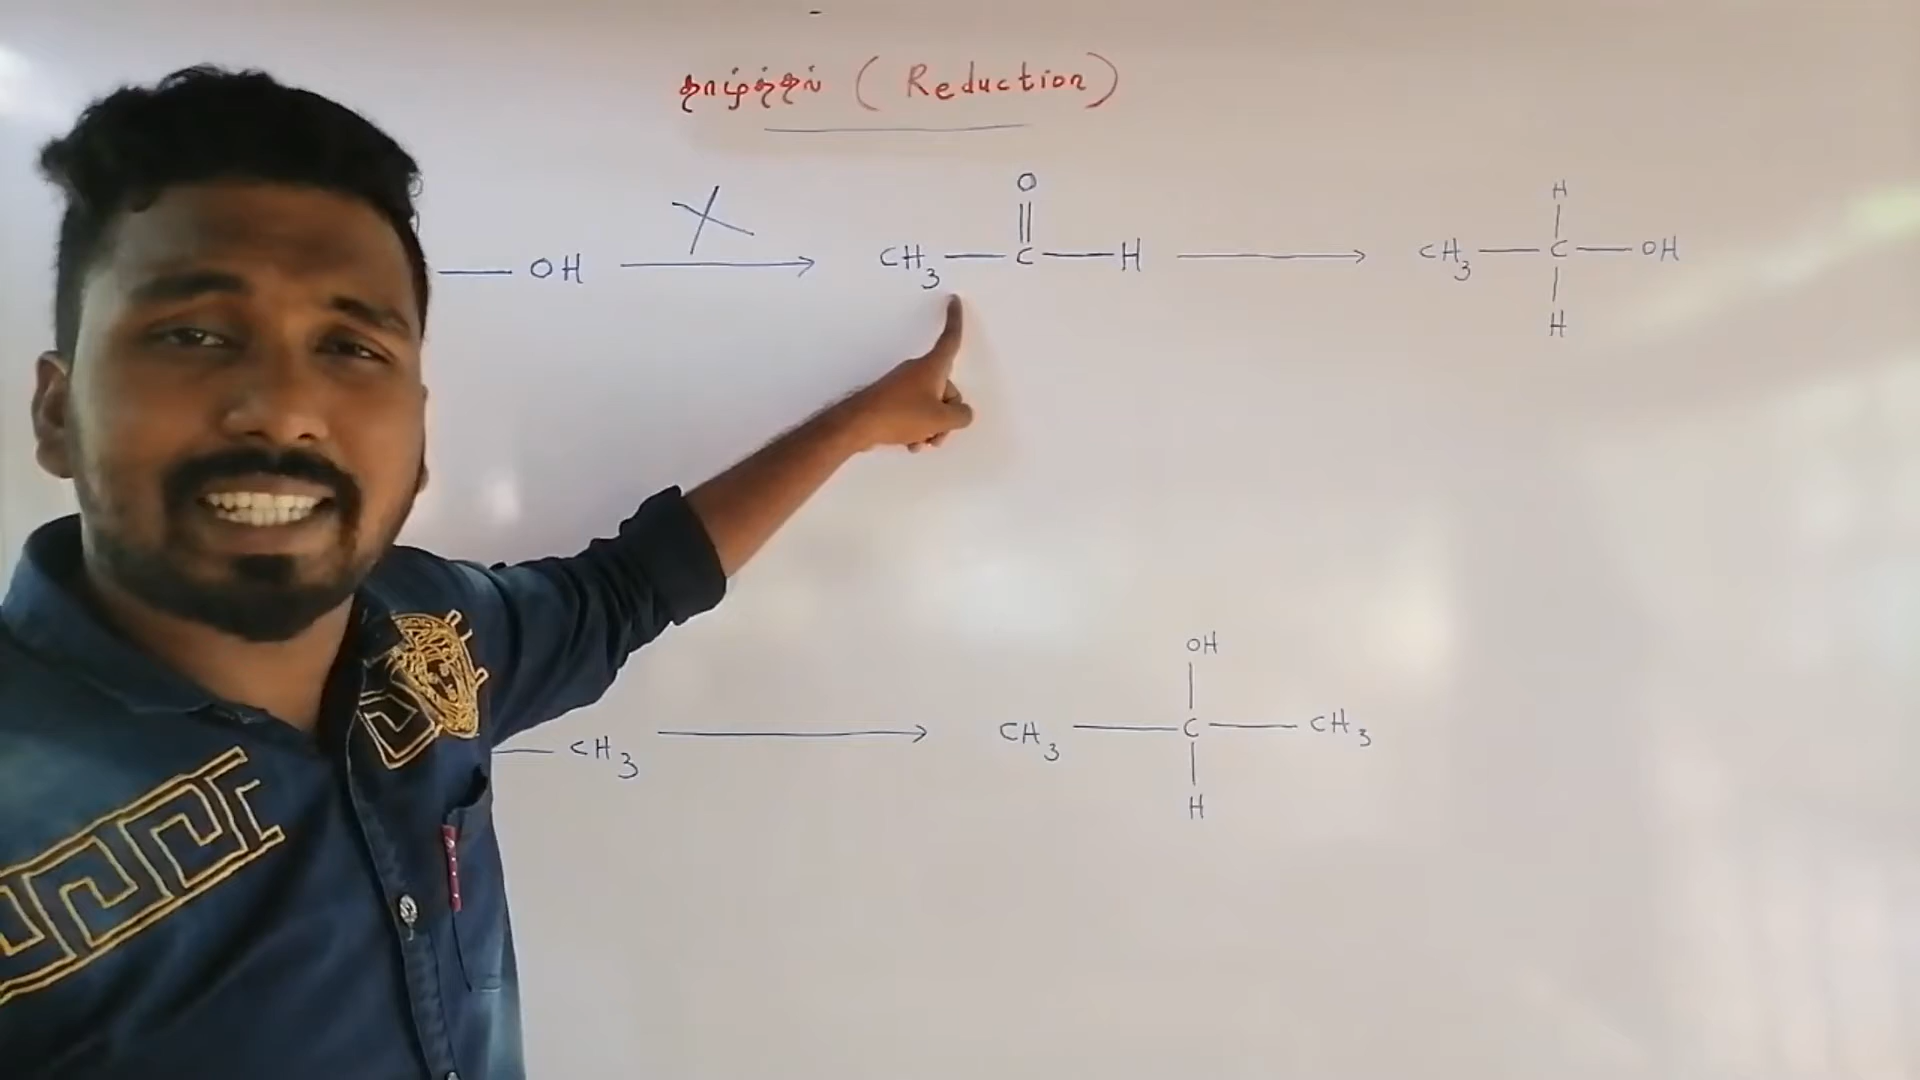 தாழ்த்தல் (Reduction)
O
H
— OH ⟶ X CH₃ — C — H ⟶ CH₃ — C — OH
H
OH
— CH₃ ⟶ CH₃ — C — CH₃
H